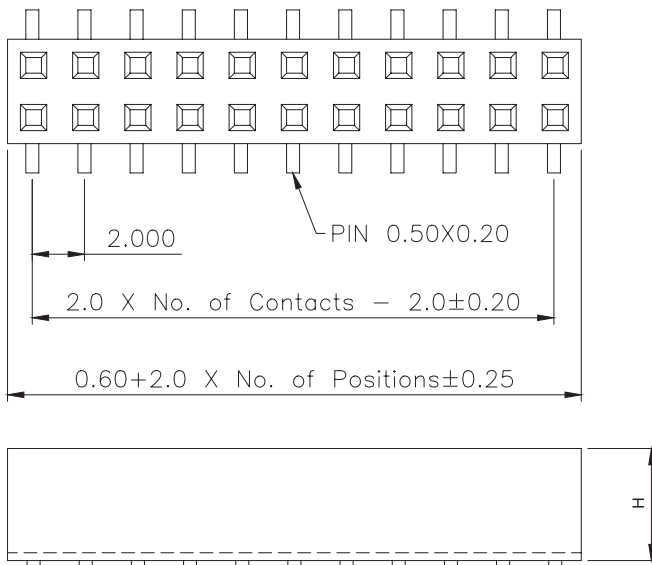 PIN 0.50X0.20
2.000
2.0 X No. of Contacts - 2.0±0.20
0.60+2.0 X No. of Positions±0.25
H